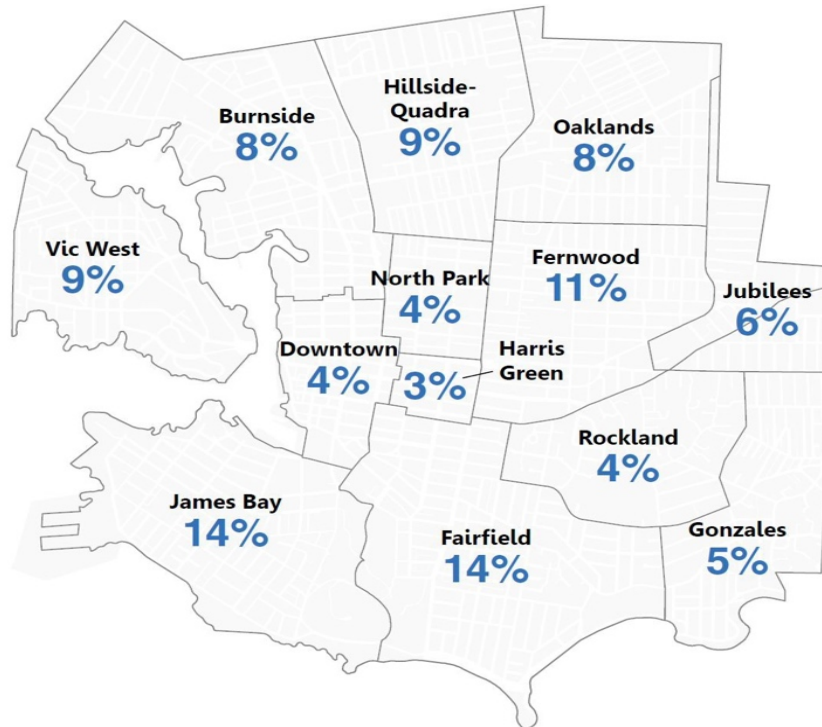 Burnside
8%
Hillside-
Quadra
9%
Oaklands
8%
Vic West
9%
North Park
4%
Fernwood
11%
Jubilees
6%
Downtown
4%
3%
Harris
Green
Rockland
4%
James Bay
14%
Fairfield
14%
Gonzales
5%